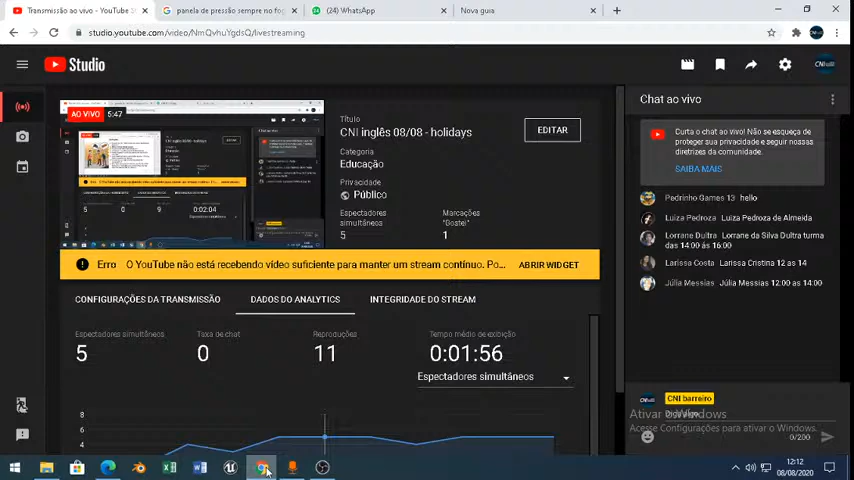 Transmissão ao vivo - YouTube S
panela de pressão sempre no fog
(24) WhatsApp
Nova guia
studio.youtube.com/video/NmQvhuYgdsQ/livestreaming
Studio
CNI
AO VIVO 5:47
Título
CNI inglês 08/08 - holidays
EDITAR
Categoria
Educação
Privacidade
Público
Espectadores simultâneos
5
Marcações "Gostei"
1
Erro O YouTube não está recebendo vídeo suficiente para manter um stream contínuo. Po... ABRIR WIDGET
CONFIGURAÇÕES DA TRANSMISSÃO
DADOS DO ANALYTICS
INTEGRIDADE DO STREAM
Espectadores simultâneos
5
Taxa de chat
0
Reproduções
11
Tempo médio de exibição
0:01:56
Espectadores simultâneos
8
6
4
Chat ao vivo
Curta o chat ao vivo! Não se esqueça de
proteger sua privacidade e seguir nossas
diretrizes da comunidade.
SAIBA MAIS
Pedrinho Games 13 hello
Luiza Pedroza Luiza Pedroza de Almeida
Lorrane Dultra Lorrane da Silva Dultra turma
das 14:00 ás 16:00
Larissa Costa Larissa Cristina 12 as 14
Júlia Messias Júlia Messias 12:00 as 14:00
CNI barreiro
Ativar o Windows
Acesse Configurações para ativar o Windows.
0/200
12:12
08/08/2020